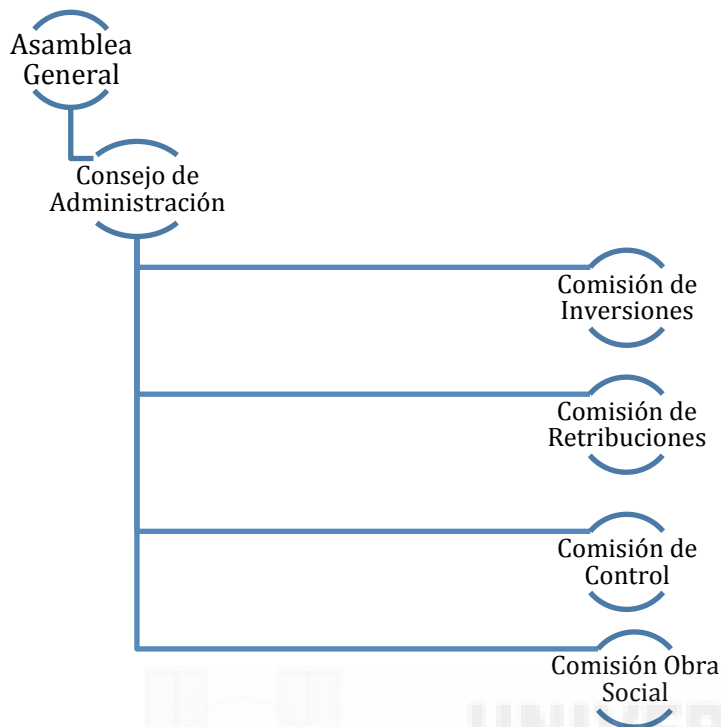 Asamblea
General
Consejo de
Administración
Comisión de
Inversiones
Comisión de
Retribuciones
Comisión de
Control
Comisión Obra
Social